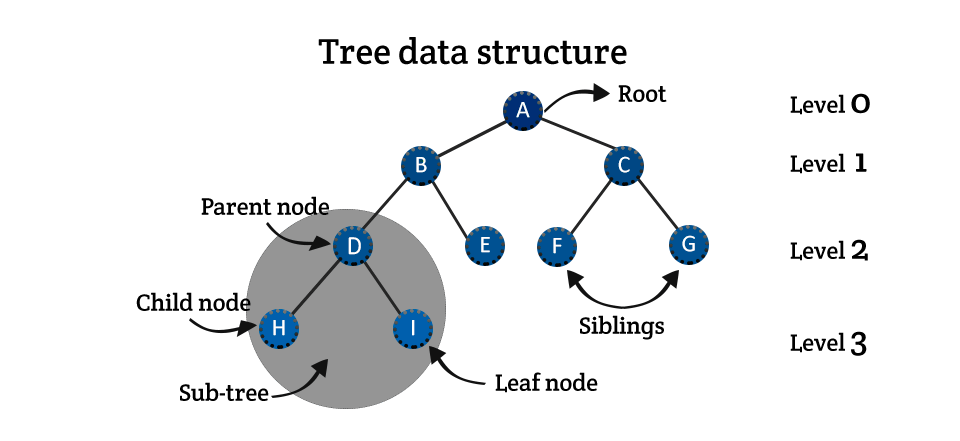 Tree data structure
A
Root
Level 0
B
C
Level 1
Parent node
D
E
F
G
Level 2
Child node
H
I
Siblings
Level 3
Sub-tree
Leaf node